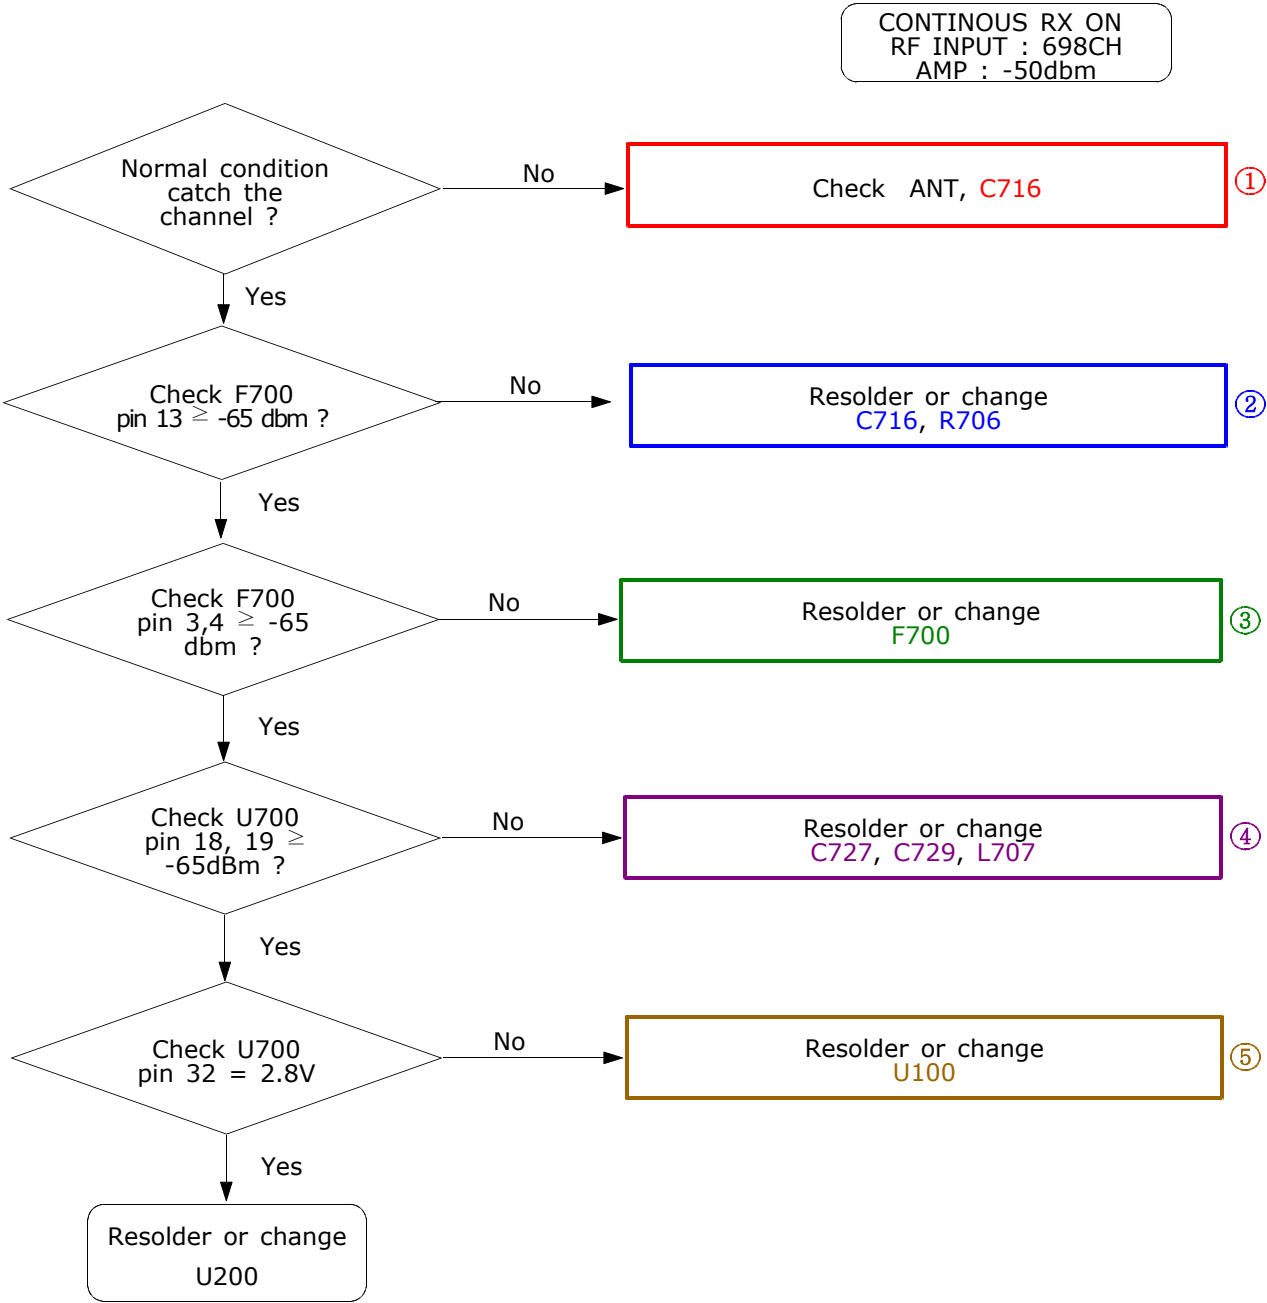 CONTINOUS RX ON
RF INPUT : 698CH
AMP : -50dbm
Normal condition
catch the
channel ?
No
Check ANT, C716
①
Yes
Check F700
pin 13 ≥ -65 dbm ?
No
Resolder or change
C716, R706
②
Yes
Check F700
pin 3,4 ≥ -65
dbm ?
No
Resolder or change
F700
③
Yes
Check U700
pin 18, 19 ≥
-65dBm ?
No
Resolder or change
C727, C729, L707
④
Yes
Check U700
pin 32 = 2.8V
No
Resolder or change
U100
⑤
Yes
Resolder or change
U200